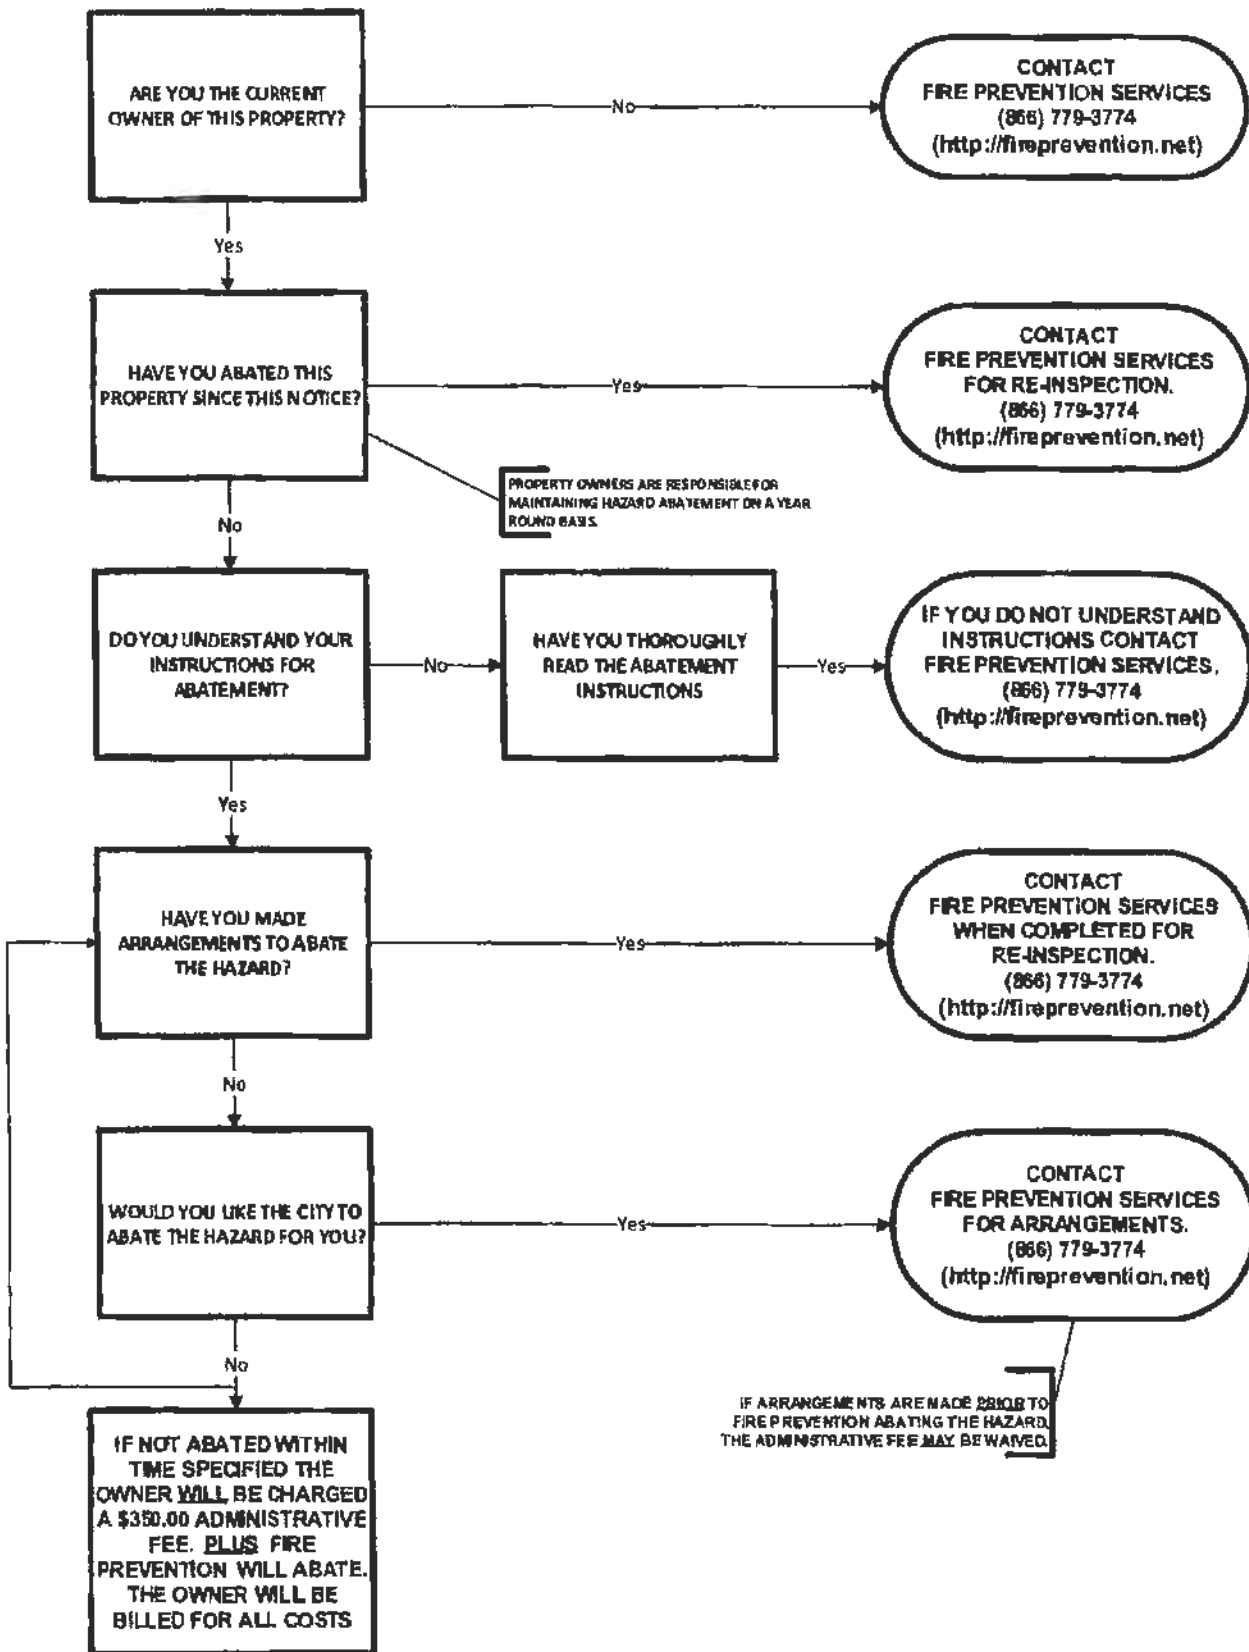 ARE YOU THE CURRENT
OWNER OF THIS PROPERTY?
No
CONTACT
FIRE PREVENTION SERVICES
(866) 779-3774
(http://fireprevention.net)
Yes
HAVE YOU ABATED THIS
PROPERTY SINCE THIS NOTICE?
Yes
CONTACT
FIRE PREVENTION SERVICES
FOR RE-INSPECTION.
(866) 779-3774
(http://fireprevention.net)
PROPERTY OWNERS ARE RESPONSIBLE FOR
MAINTAINING HAZARD ABATEMENT ON A YEAR
ROUND BASIS.
No
DO YOU UNDERSTAND YOUR
INSTRUCTIONS FOR
ABATEMENT?
No
HAVE YOU THOROUGHLY
READ THE ABATEMENT
INSTRUCTIONS
Yes
IF YOU DO NOT UNDERSTAND
INSTRUCTIONS CONTACT
FIRE PREVENTION SERVICES.
(866) 779-3774
(http://fireprevention.net)
Yes
HAVE YOU MADE
ARRANGEMENTS TO ABATE
THE HAZARD?
Yes
CONTACT
FIRE PREVENTION SERVICES
WHEN COMPLETED FOR
RE-INSPECTION.
(866) 779-3774
(http://fireprevention.net)
No
WOULD YOU LIKE THE CITY TO
ABATE THE HAZARD FOR YOU?
Yes
CONTACT
FIRE PREVENTION SERVICES
FOR ARRANGEMENTS.
(866) 779-3774
(http://fireprevention.net)
No
IF ARRANGEMENTS ARE MADE PRIOR TO
FIRE PREVENTION ABATING THE HAZARD,
THE ADMINISTRATIVE FEE MAY BE WAIVED.
IF NOT ABATED WITHIN
TIME SPECIFIED THE
OWNER WILL BE CHARGED
A $350.00 ADMINISTRATIVE
FEE. PLUS FIRE
PREVENTION WILL ABATE.
THE OWNER WILL BE
BILLED FOR ALL COSTS